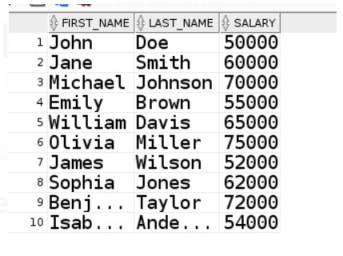 FIRST_NAME LAST_NAME SALARY
1 John Doe 50000
2 Jane Smith 60000
3 Michael Johnson 70000
4 Emily Brown 55000
5 William Davis 65000
6 Olivia Miller 75000
7 James Wilson 52000
8 Sophia Jones 62000
9 Benj... Taylor 72000
10 Isab... Ande... 54000